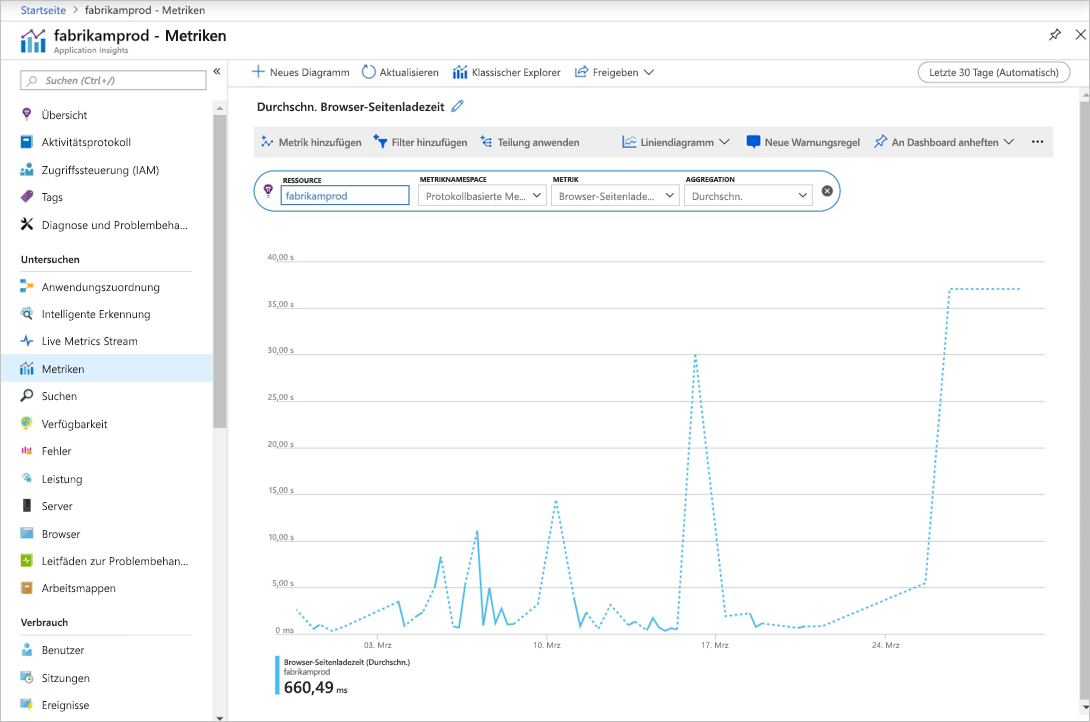 Startseite > fabrikamprod - Metriken
fabrikamprod - Metriken
Application Insights
Suchen (Ctrl+/)
«
Übersicht
Aktivitätsprotokoll
Zugriffssteuerung (IAM)
Tags
Diagnose und Problembeha...
Untersuchen
Anwendungszuordnung
Intelligente Erkennung
Live Metrics Stream
Metriken
Suchen
Verfügbarkeit
Fehler
Leistung
Server
Browser
Leitfäden zur Problembehan...
Arbeitsmappen
Verbrauch
Benutzer
Sitzungen
Ereignisse
Neues Diagramm Aktualisieren Klassischer Explorer Freigeben Letzte 30 Tage (Automatisch)
Durchschn. Browser-Seitenladezeit
Metrik hinzufügen Filter hinzufügen Teilung anwenden Liniendiagramm Neue Warnungsregel An Dashboard anheften ...
RESSOURCE METRIKNAMESPACE METRIK AGGREGATION
fabrikamprod Protokollbasierte Me... Browser-Seitenlade... Durchschn.
40,00 s
35,00 s
30,00 s
25,00 s
20,00 s
15,00 s
10,00 s
5,00 s
0 ms
03. Mrz 10. Mrz 17. Mrz 24. Mrz
Browser-Seitenladezeit (Durchschn.)
fabrikamprod
660,49 ms